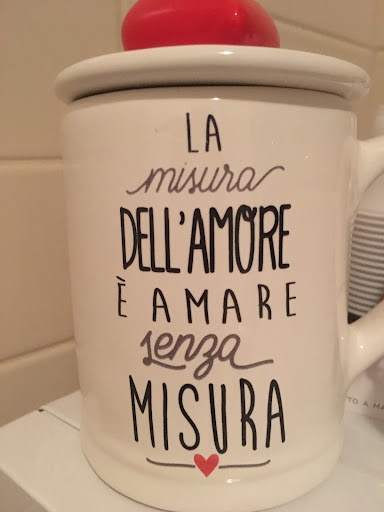 LA
misura
DELL'AMORE
È AMARE
senza
MISURA